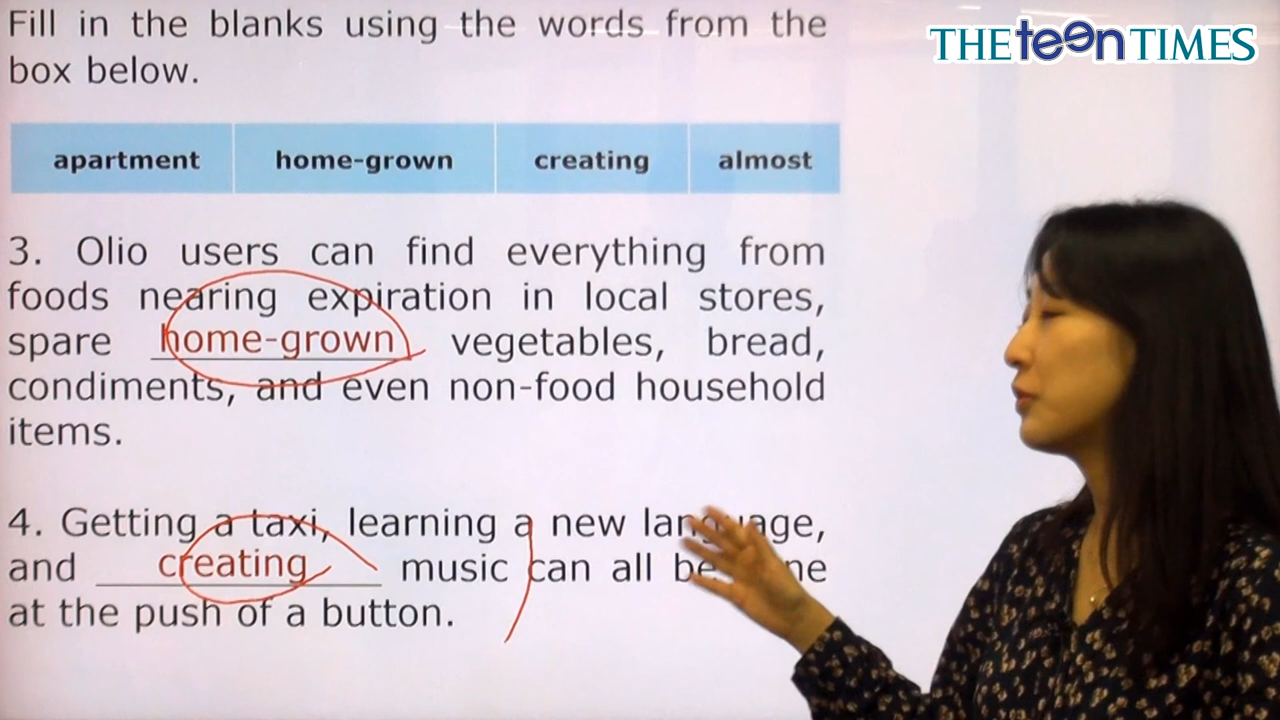 Fill in the blanks using the words from the
box below.
THE teen TIMES
apartment home-grown creating almost
3. Olio users can find everything from
foods nearing expiration in local stores,
spare home-grown vegetables, bread,
condiments, and even non-food household
items.
4. Getting a taxi, learning a new language,
and creating music can all be
at the push of a button.